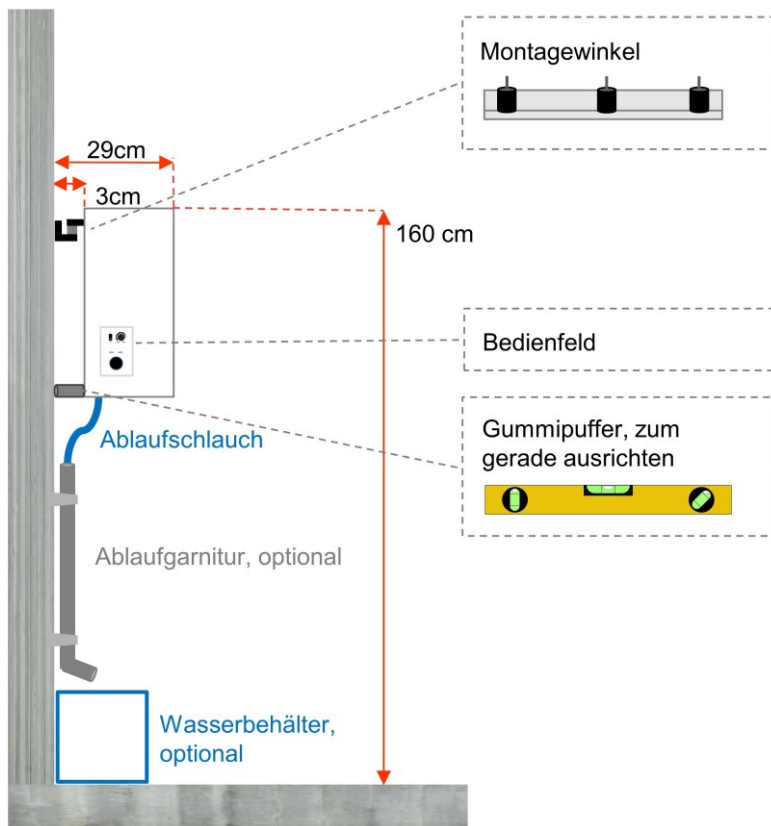 Montagewinkel
29cm
3cm
160 cm
Bedienfeld
Ablaufschlauch
Gummipuffer, zum
gerade ausrichten
Ablaufgarnitur, optional
Wasserbehälter,
optional